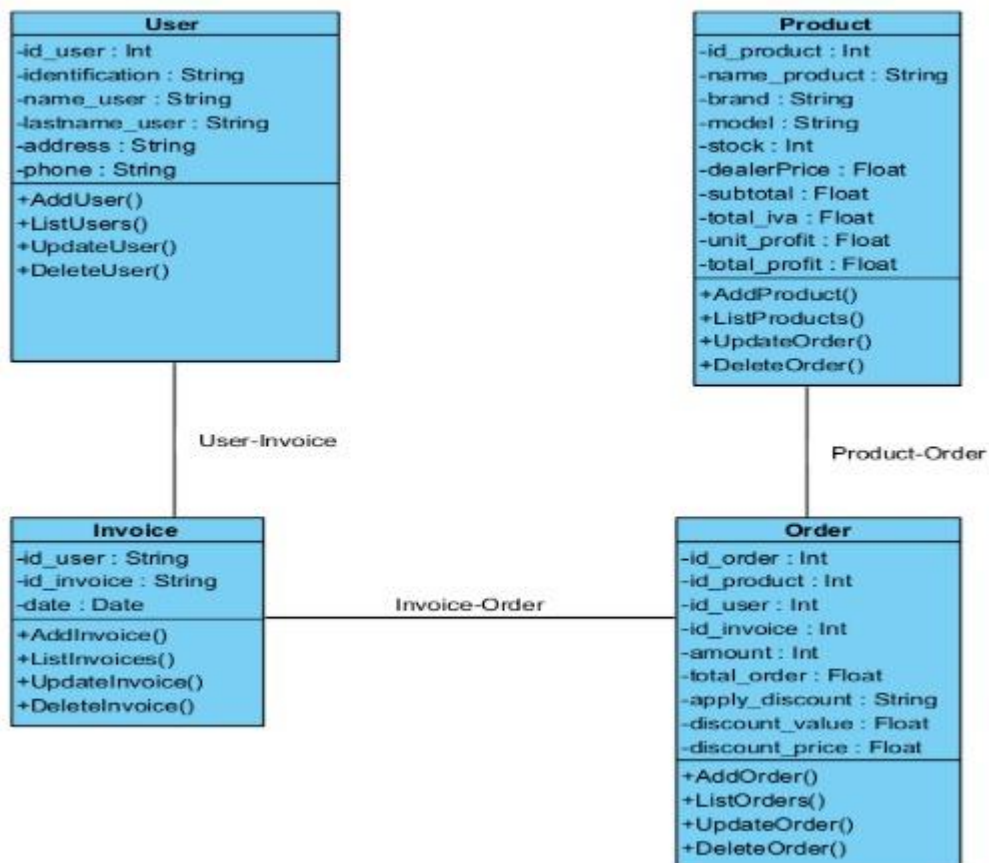 User
-id_user : Int
-identification : String
-name_user : String
-lastname_user : String
-address : String
-phone : String
+AddUser()
+ListUsers()
+UpdateUser()
+DeleteUser()
Product
-id_product : Int
-name_product : String
-brand : String
-model : String
-stock : Int
-dealerPrice : Float
-subtotal : Float
-total_iva : Float
-unit_profit : Float
-total_profit : Float
+AddProduct()
+ListProducts()
+UpdateOrder()
+DeleteOrder()
User-Invoice
Product-Order
Invoice
-id_user : String
-id_invoice : String
-date : Date
+AddInvoice()
+ListInvoices()
+UpdateInvoice()
+DeleteInvoice()
Invoice-Order
Order
-id_order : Int
-id_product : Int
-id_user : Int
-id_invoice : Int
-amount : Int
-total_order : Float
-apply_discount : String
-discount_value : Float
-discount_price : Float
+AddOrder()
+ListOrders()
+UpdateOrder()
+DeleteOrder()